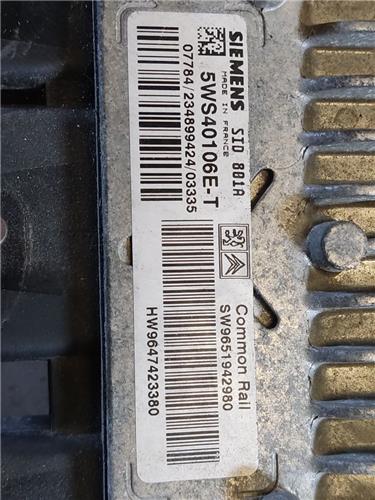 SIEMENS SID 801A
MADE IN FRANCE
5WS40106E-T
07784/234899424/03335
Common Rail
SW9651942980
HW9647423380